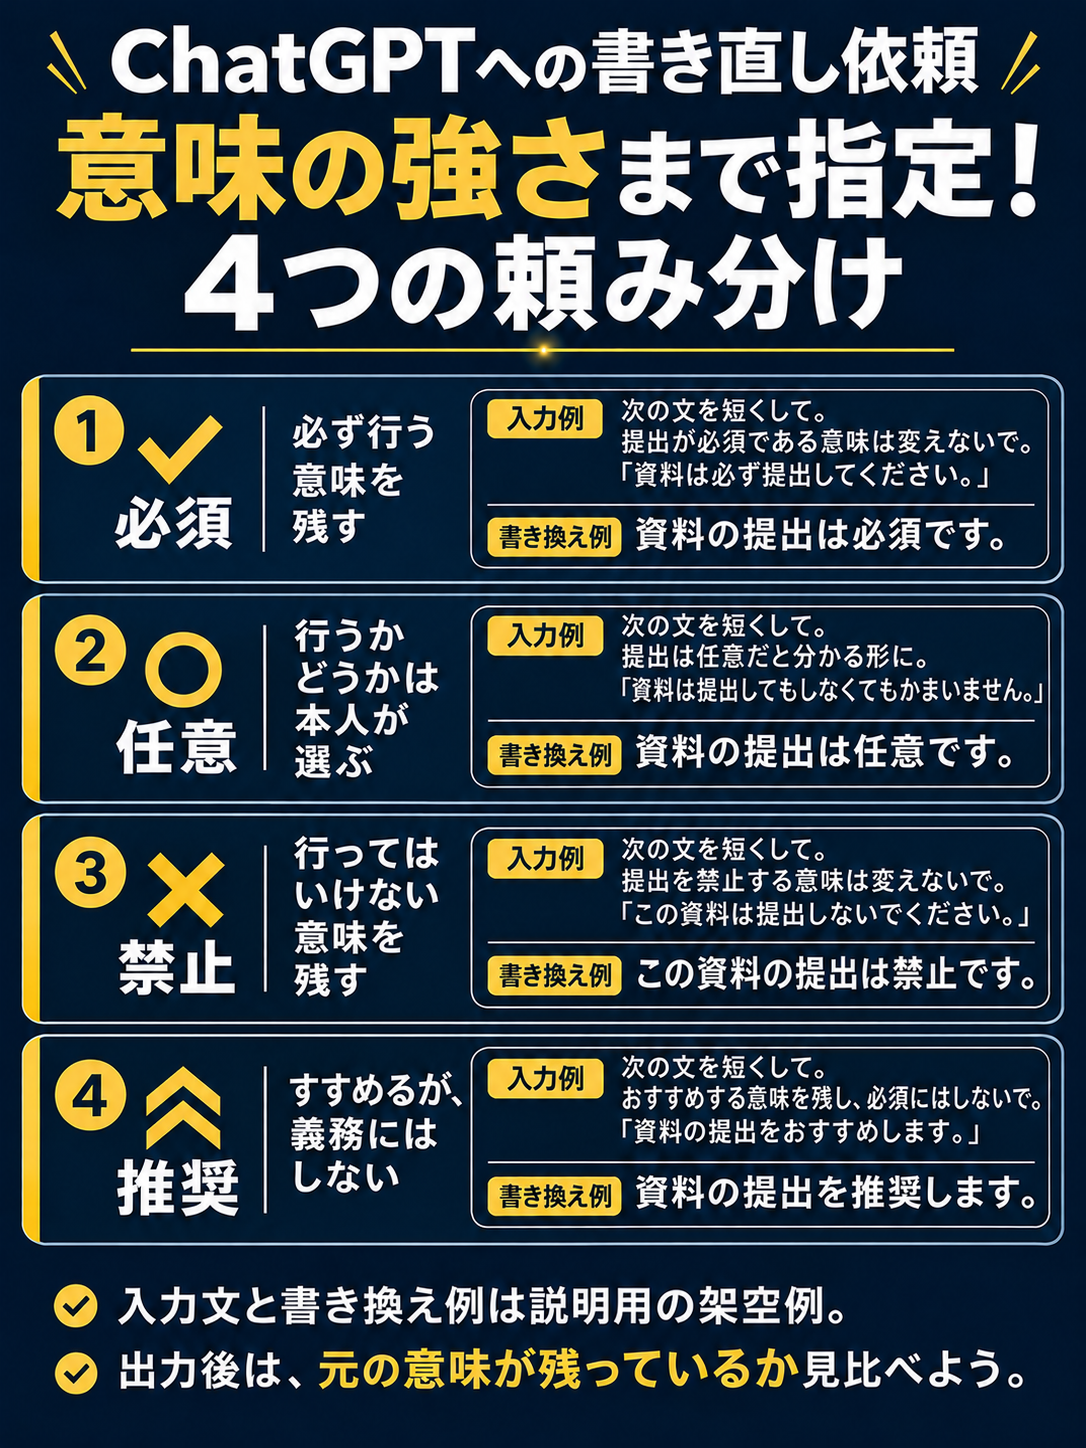 ChatGPTへの書き直し依頼
意味の強さまで指定！
4つの頼み分け
1
必須
必ず行う
意味を
残す
入力例
次の文を短くして。
提出が必須である意味は変えないで。
「資料は必ず提出してください。」
書き換え例
資料の提出は必須です。
2
任意
行うか
どうかは
本人が
選ぶ
入力例
次の文を短くして。
提出は任意だと分かる形に。
「資料は提出してもしなくてもかまいません。」
書き換え例
資料の提出は任意です。
3
禁止
行っては
いけない
意味を
残す
入力例
次の文を短くして。
提出を禁止する意味は変えないで。
「この資料は提出しないでください。」
書き換え例
この資料の提出は禁止です。
4
推奨
すすめるが、
義務には
しない
入力例
次の文を短くして。
おすすめする意味を残し、必須にはしないで。
「資料の提出をおすすめします。」
書き換え例
資料の提出を推奨します。
入力文と書き換え例は説明用の架空例。
出力後は、元の意味が残っているか見比べよう。